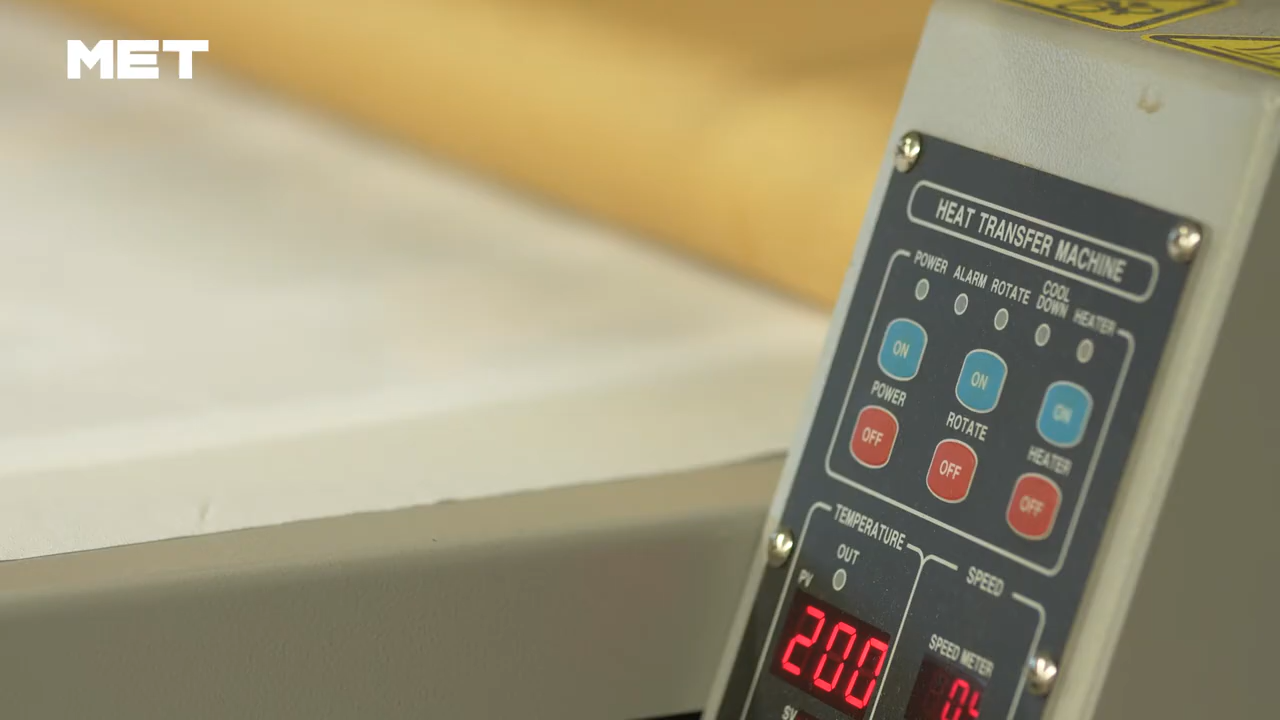 MET
HEAT TRANSFER MACHINE
POWER ALARM ROTATE COOL DOWN HEATER
ON ON ON
POWER ROTATE HEATER
OFF OFF OFF
TEMPERATURE SPEED
OUT
PV
200
SPEED METER
SV